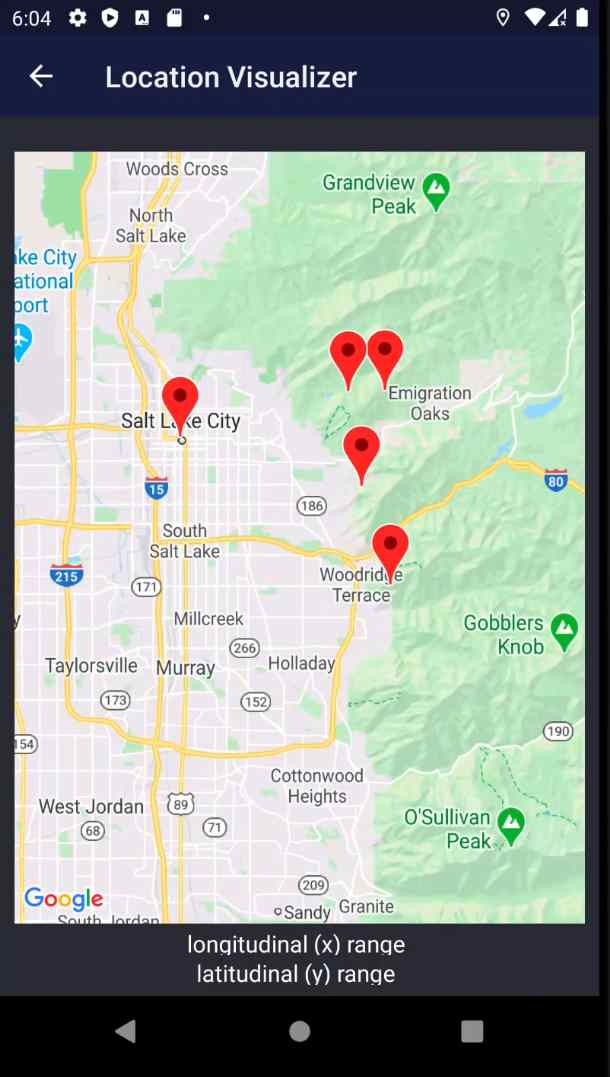 6:04
Location Visualizer
Woods Cross
Grandview
Peak
North
Salt Lake
ke City
ational
port
Emigration
Oaks
Salt Lake City
15
80
186
South
Salt Lake
215
171
Woodridge
Terrace
Millcreek
y
Gobblers
Knob
266
Taylorsville
Murray
Holladay
173
152
190
154
Cottonwood
Heights
West Jordan
89
O'Sullivan
Peak
68
71
209
Google
Sandy
Granite
South Jordan
longitudinal (x) range
latitudinal (y) range